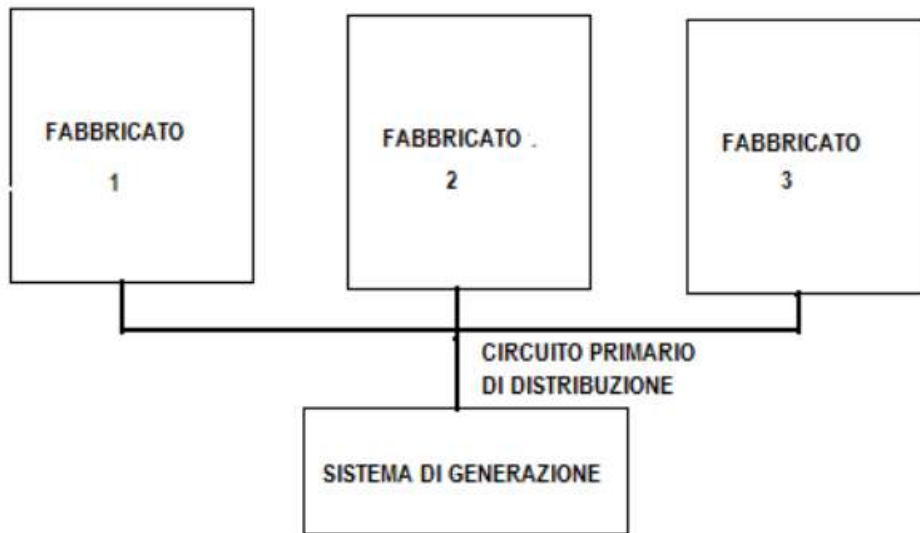 FABBRICATO
1
FABBRICATO
2
FABBRICATO
3
CIRCUITO PRIMARIO
DI DISTRIBUZIONE
SISTEMA DI GENERAZIONE